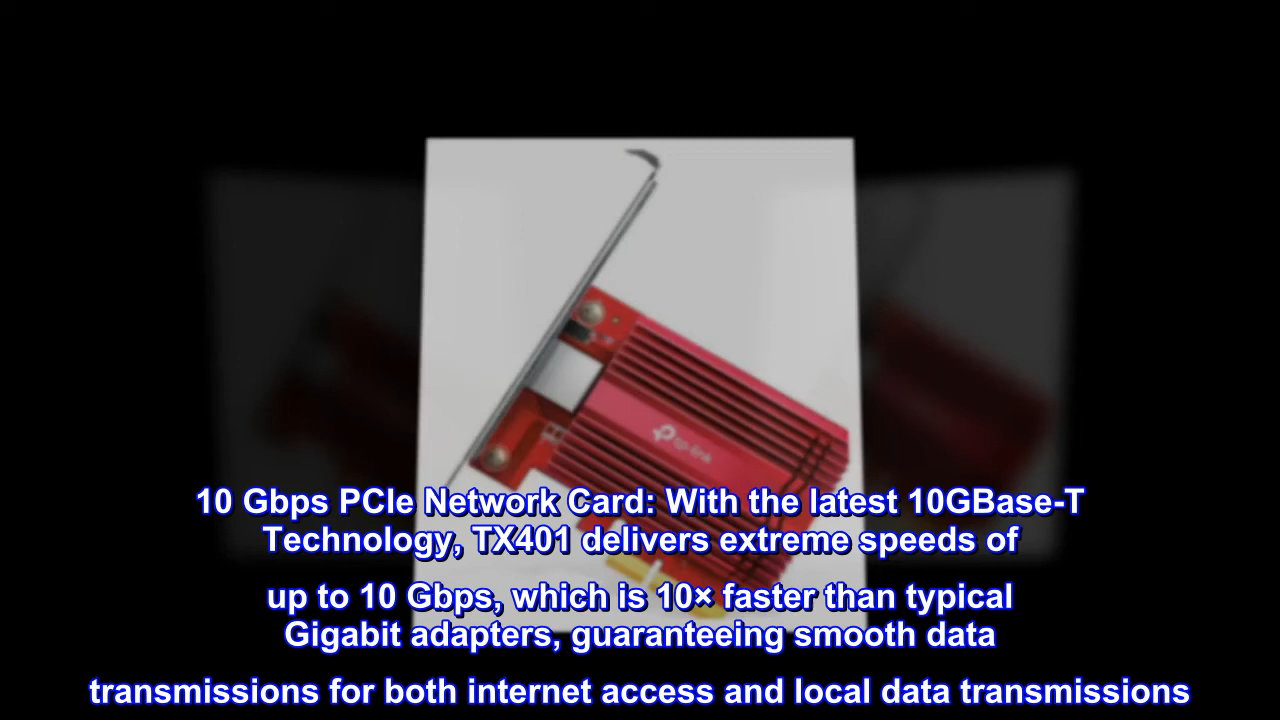 tp-link
10 Gbps PCIe Network Card: With the latest 10GBase-T
Technology, TX401 delivers extreme speeds of
up to 10 Gbps, which is 10× faster than typical
Gigabit adapters, guaranteeing smooth data
transmissions for both internet access and local data transmissions